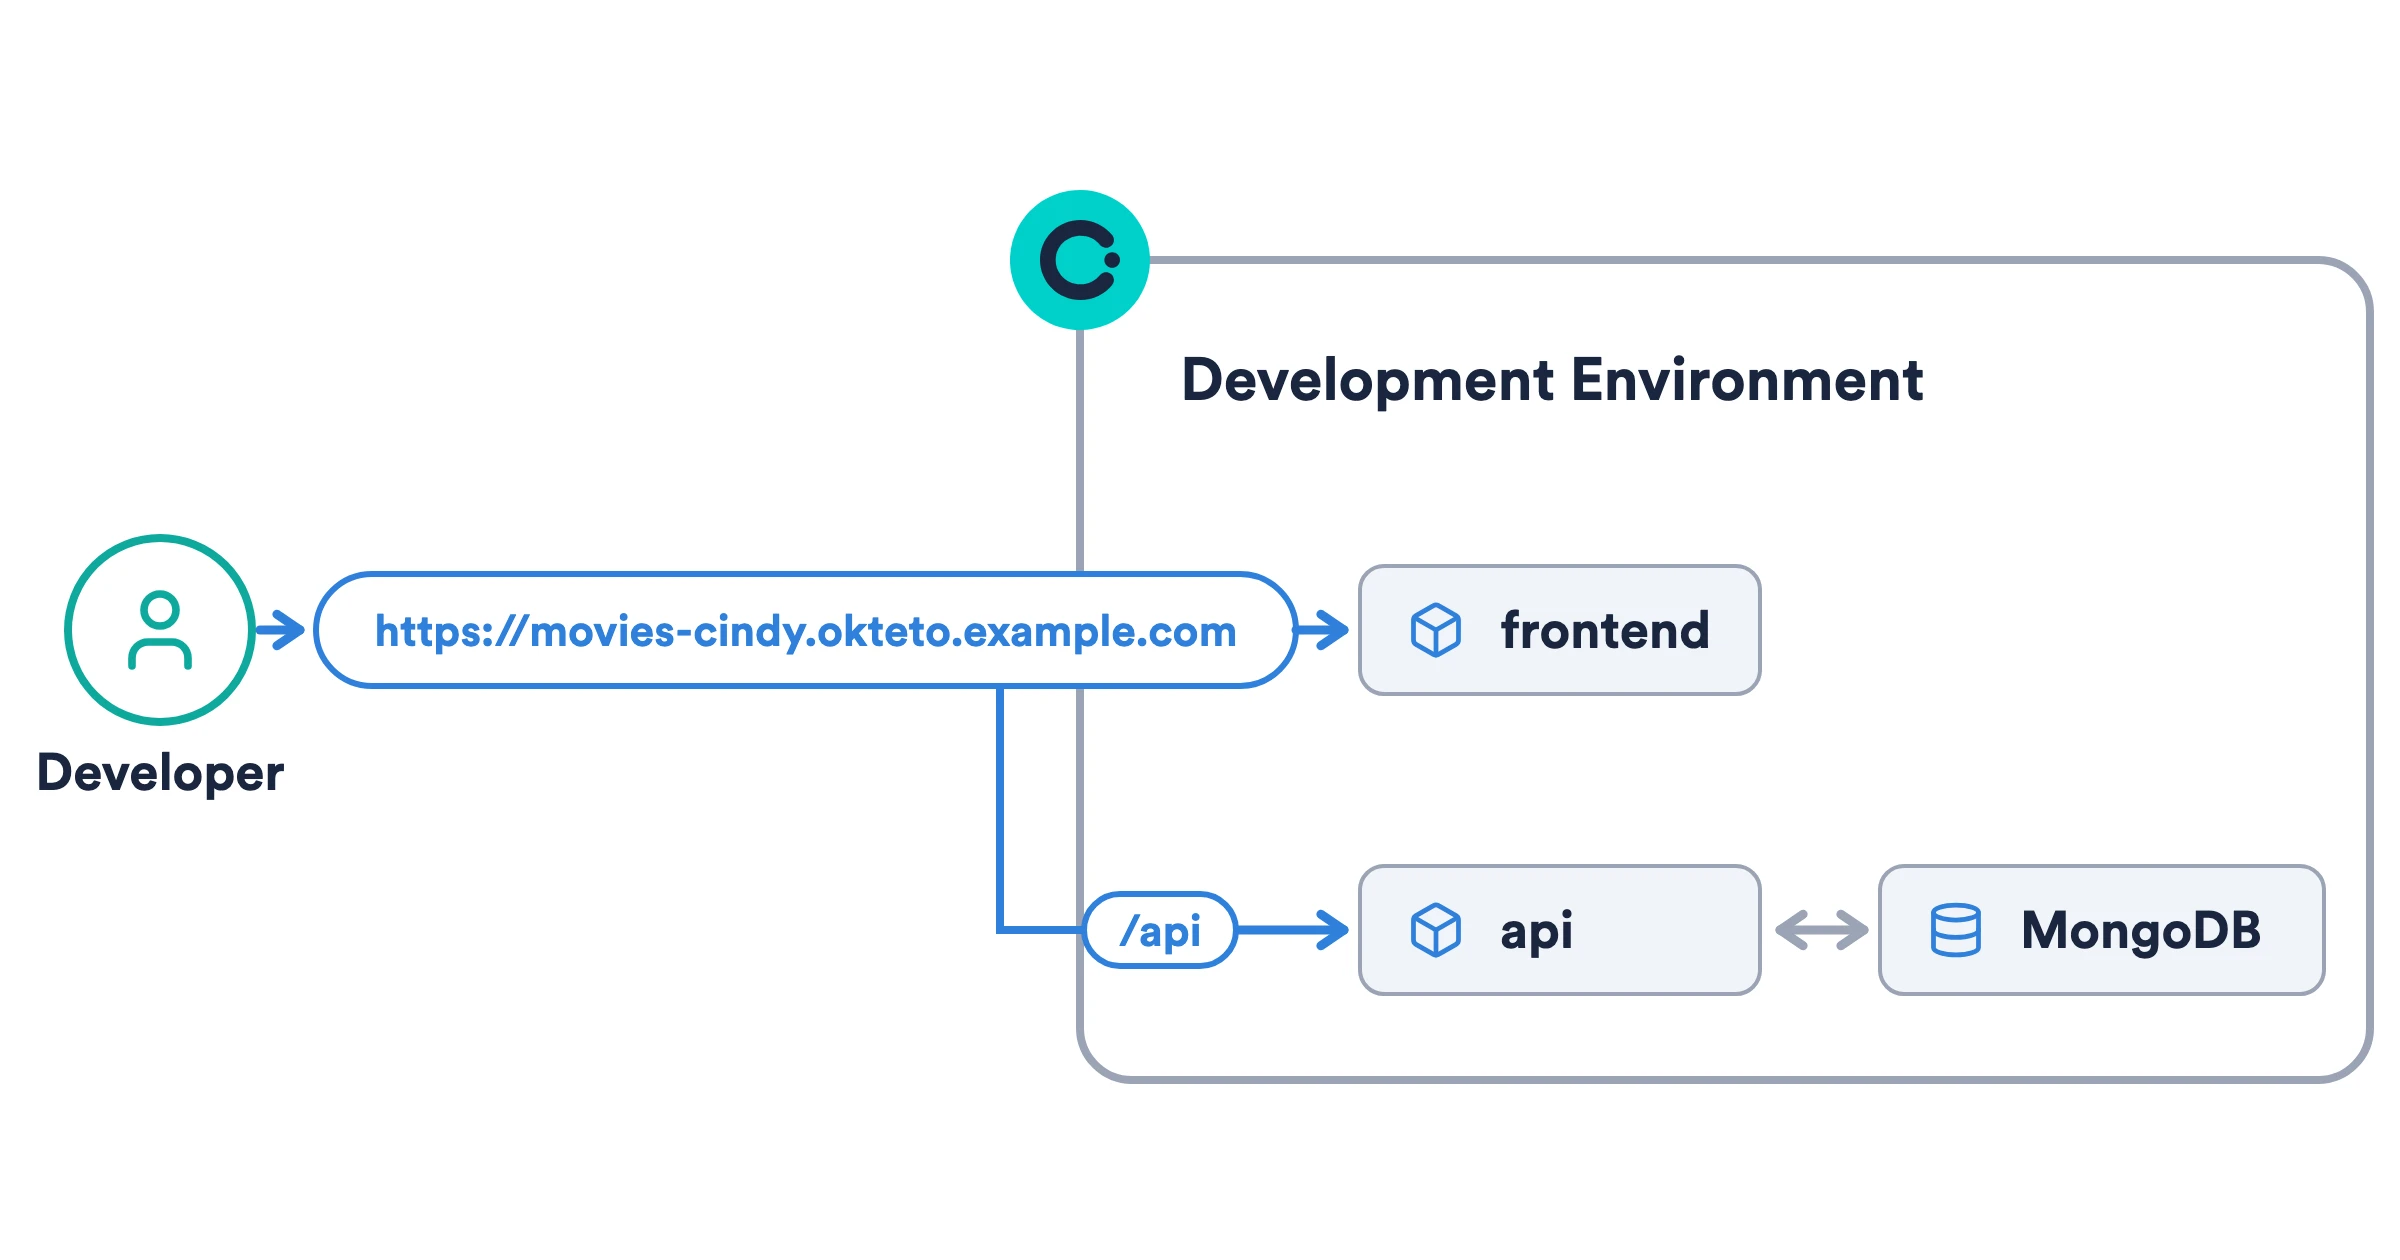 Development Environment
https://movies-cindy.okteto.example.com
frontend
Developer
/api
api
MongoDB